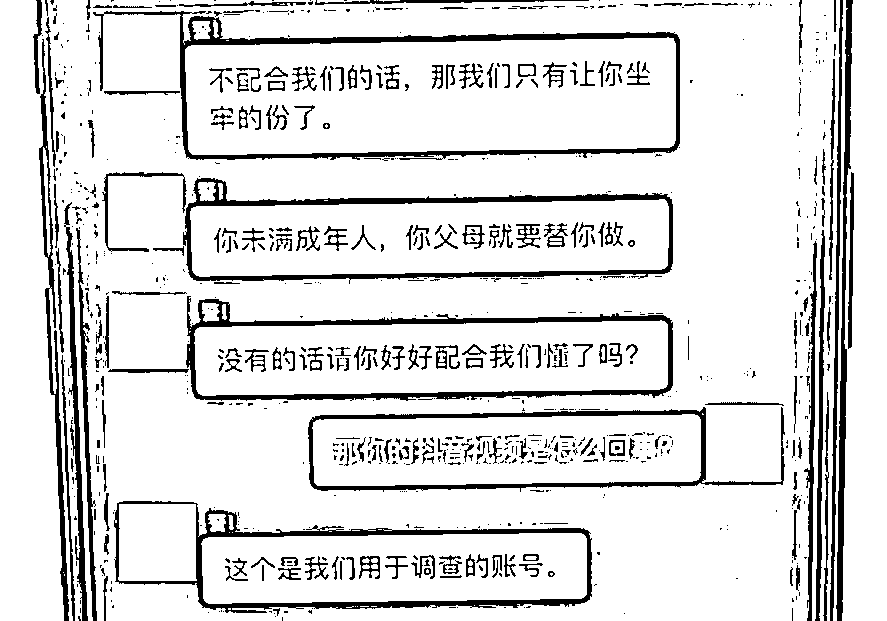 不配合我们的话，那我们只有让你坐
牢的份了。
你未满成年人，你父母就要替你做。
没有的话请你好好配合我们懂了吗？
那你的抖音视频是怎么回事？
这个是我们用于调查的账号。